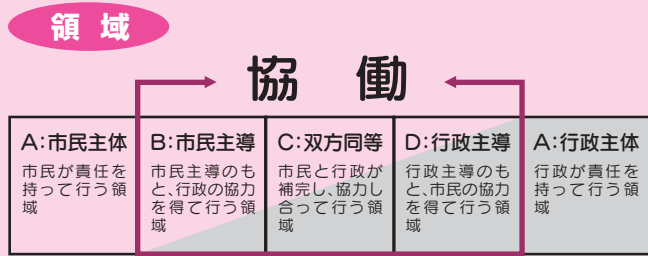 領域
協働
A:市民主体
市民が責任を
持って行う領
域
B:市民主導
市民主導のも
と、行政の協力
を得て行う領
域
C:双方同等
市民と行政が
補完し、協力し
合って行う領
域
D:行政主導
行政主導のも
と、市民の協力
を得て行う領
域
A:行政主体
行政が責任を
持って行う領
域